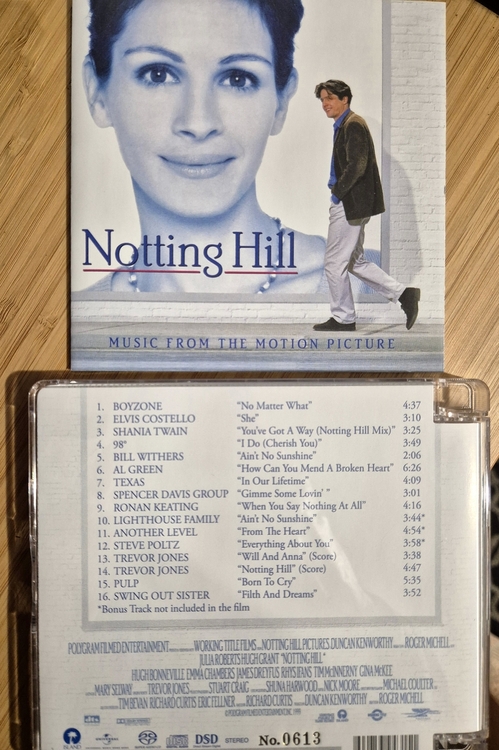 Notting Hill
MUSIC FROM THE MOTION PICTURE
1. BOYZONE "No Matter What" 4:37
2. ELVIS COSTELLO "She" 3:10
3. SHANIA TWAIN "You've Got A Way (Notting Hill Mix)" 3:25
4. 98° "I Do (Cherish You)" 3:49
5. BILL WITHERS "Ain't No Sunshine" 2:06
6. AL GREEN "How Can You Mend A Broken Heart" 6:26
7. TEXAS "In Our Lifetime" 4:09
8. SPENCER DAVIS GROUP "Gimme Some Lovin' " 3:01
9. RONAN KEATING "When You Say Nothing At All" 4:16
10. LIGHTHOUSE FAMILY "Ain't No Sunshine" 3:44*
11. ANOTHER LEVEL "From The Heart" 4:54*
12. STEVE POLTZ "Everything About You" 3:58*
13. TREVOR JONES "Will And Anna" (Score) 3:38
14. TREVOR JONES "Notting Hill" (Score) 4:47
15. PULP "Born To Cry" 5:35
16. SWING OUT SISTER "Filth And Dreams" 3:52
*Bonus Track not included in the film
POLYGRAM FILMED ENTERTAINMENT WORKING TITLE FILMS NOTTING HILL PICTURES DUNCAN KENWORTHY ROGER MICHELL
JULIA ROBERTS HUGH GRANT "NOTTING HILL"
HUGH BONNEVILLE EMMA CHAMBERS JAMES DREYFUS RHYS IFANS TIM McINNERNY GINA McKEE
MARY SELWAY TREVOR JONES STUART CRAIG SHUNA HARWOOD NICK MOORE MICHAEL COULTER
TIM BEVAN RICHARD CURTIS ERIC FELLNER RICHARD CURTIS DUNCAN KENWORTHY ROGER MICHELL
ISLAND dts UNIVERSAL SACD DSD STEREO No.0613